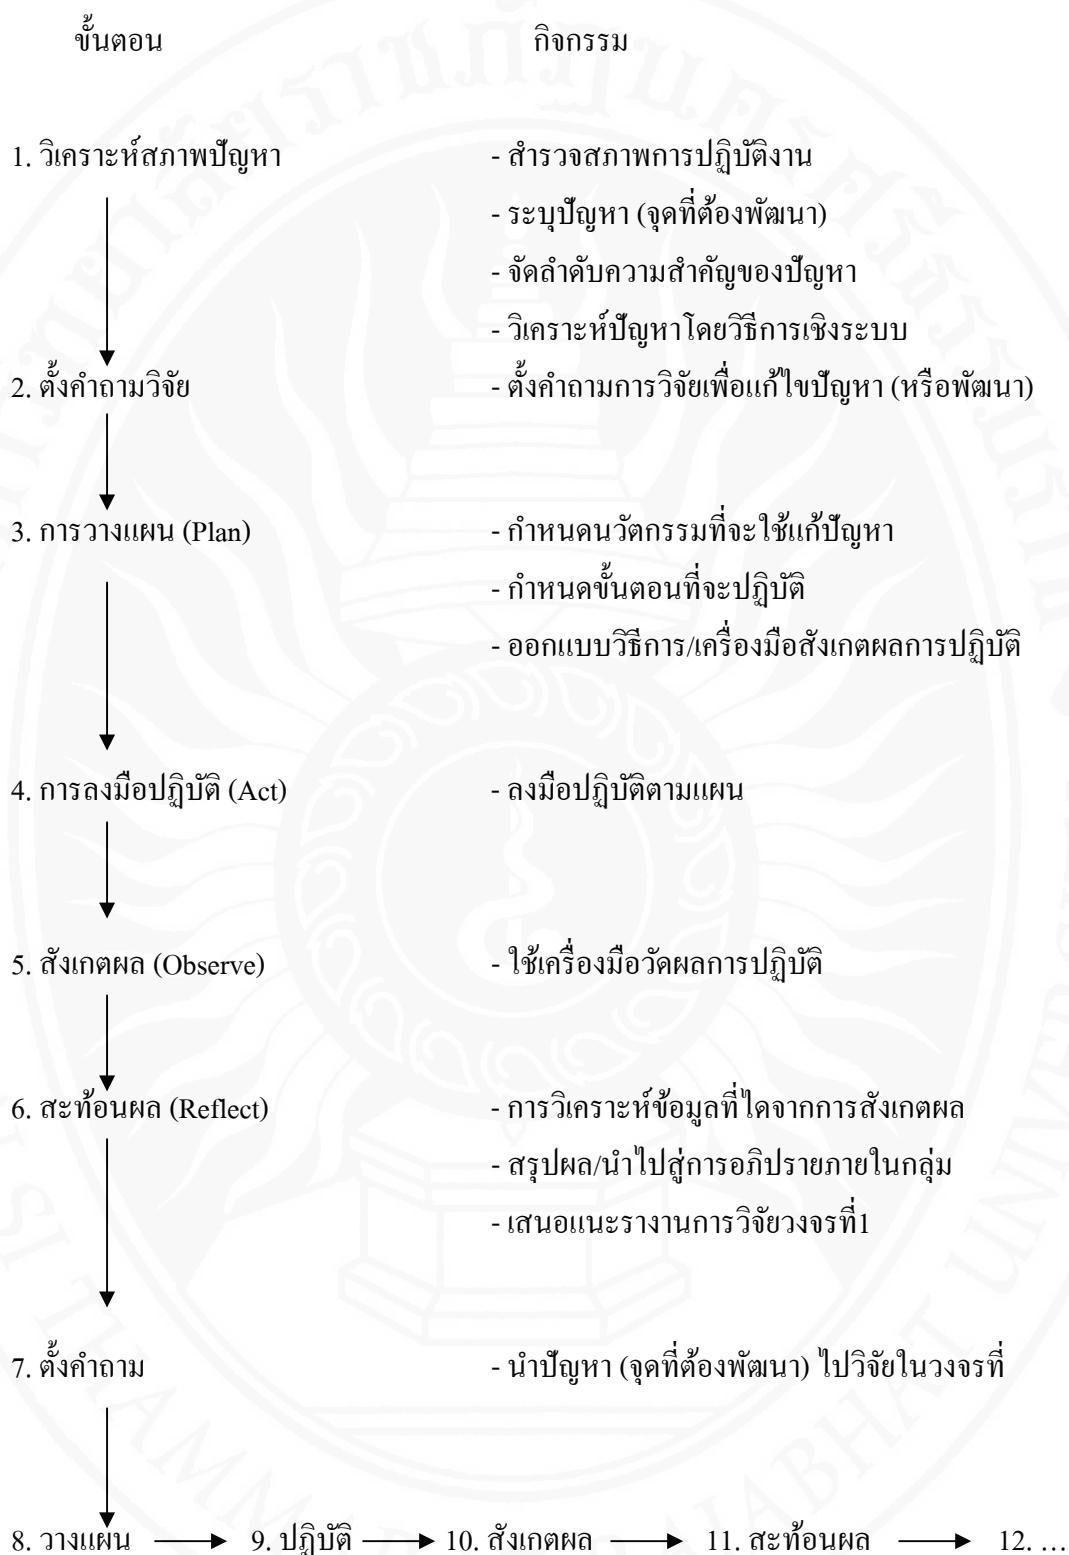 ขั้นตอน กิจกรรม
1. วิเคราะห์สภาพปัญหา - สำรวจสภาพการปฏิบัติงาน
- ระบุปัญหา (จุดที่ต้องพัฒนา)
- จัดลำดับความสำคัญของปัญหา
- วิเคราะห์ปัญหาโดยวิธีการเชิงระบบ
2. ตั้งคำถามวิจัย - ตั้งคำถามการวิจัยเพื่อแก้ไขปัญหา (หรือพัฒนา)
3. การวางแผน (Plan) - กำหนดนวัตกรรมที่จะใช้แก้ปัญหา
- กำหนดขั้นตอนที่จะปฏิบัติ
- ออกแบบวิธีการ/เครื่องมือสังเกตผลการปฏิบัติ
4. การลงมือปฏิบัติ (Act) - ลงมือปฏิบัติตามแผน
5. สังเกตผล (Observe) - ใช้เครื่องมือวัดผลการปฏิบัติ
6. สะท้อนผล (Reflect) - การวิเคราะห์ข้อมูลที่ไดจากการสังเกตผล
- สรุปผล/นำไปสู่การอภิปรายภายในกลุ่ม
- เสนอแนะรางานการวิจัยวงจรที่1
7. ตั้งคำถาม - นำปัญหา (จุดที่ต้องพัฒนา) ไปวิจัยในวงจรที่
8. วางแผน 9. ปฏิบัติ 10. สังเกตผล 11. สะท้อนผล 12. ...